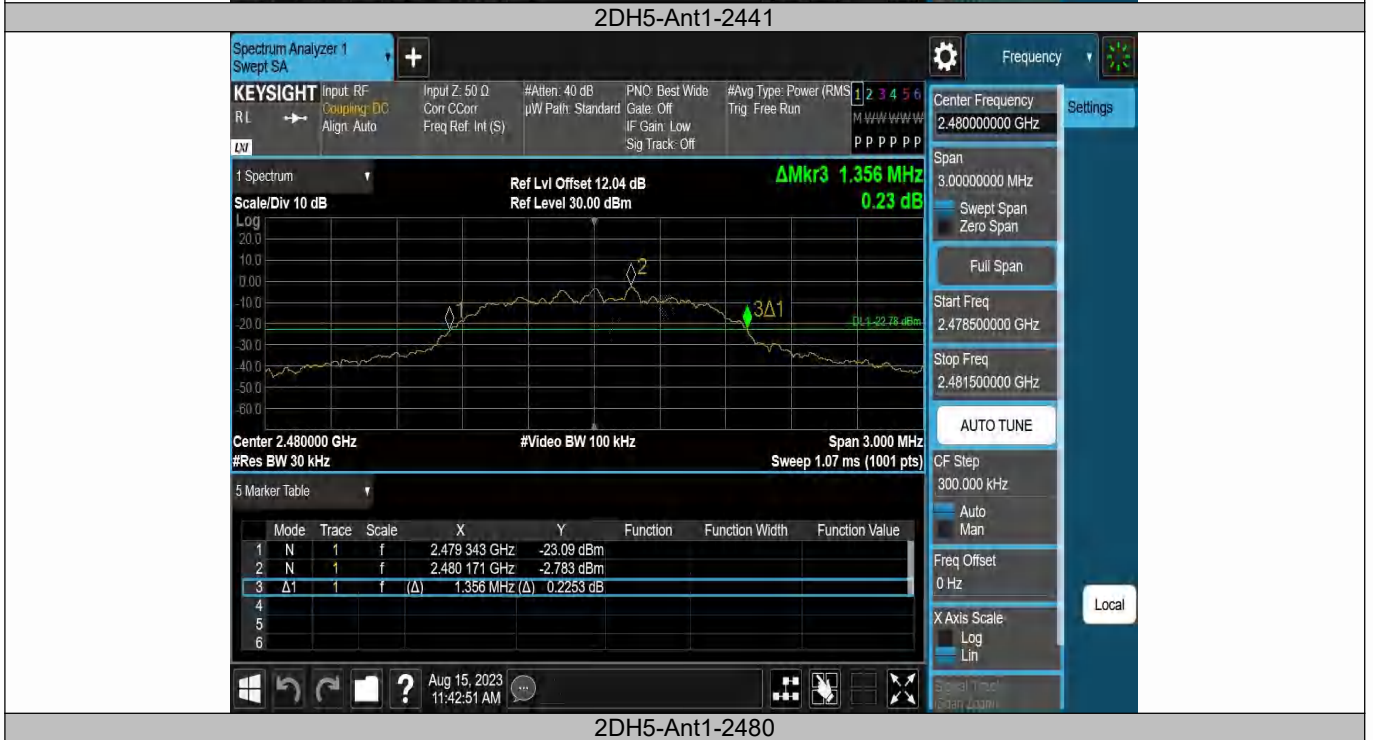 2DH5-Ant1-2441
Spectrum Analyzer 1
Swept SA
Frequency
KEYSIGHT
Input: RF
Input Z: 50 Ω
#Atten: 40 dB
PNO: Best Wide
#Avg Type: Power (RMS
1 2 3 4 5 6
RL
Coupling: DC
Corr CCorr
µW Path: Standard
Gate: Off
Trig: Free Run
M W W W W W
Align: Auto
Freq Ref: Int (S)
IF Gain: Low
Sig Track: Off
P P P P P P
LXI
Center Frequency
2.480000000 GHz
Settings
Span
3.00000000 MHz
Swept Span
Zero Span
Full Span
Start Freq
2.478500000 GHz
Stop Freq
2.481500000 GHz
AUTO TUNE
CF Step
300.000 kHz
Auto
Man
Freq Offset
0 Hz
X Axis Scale
Log
Lin
Local
1 Spectrum
Ref Lvl Offset 12.04 dB
ΔMkr3 1.356 MHz
Scale/Div 10 dB
Ref Level 30.00 dBm
0.23 dB
Log
20.0
10.0
0.00
-10.0
-20.0
-30.0
-40.0
-50.0
-60.0
1
2
3Δ1
DL1 -22.78 dBm
Center 2.480000 GHz
#Video BW 100 kHz
Span 3.000 MHz
#Res BW 30 kHz
Sweep 1.07 ms (1001 pts)
5 Marker Table
Mode Trace Scale X Y Function Function Width Function Value
1 N 1 f 2.479 343 GHz -23.09 dBm
2 N 1 f 2.480 171 GHz -2.783 dBm
3 Δ1 1 f (Δ) 1.356 MHz (Δ) 0.2253 dB
4
5
6
?
Aug 15, 2023
11:42:51 AM
2DH5-Ant1-2480